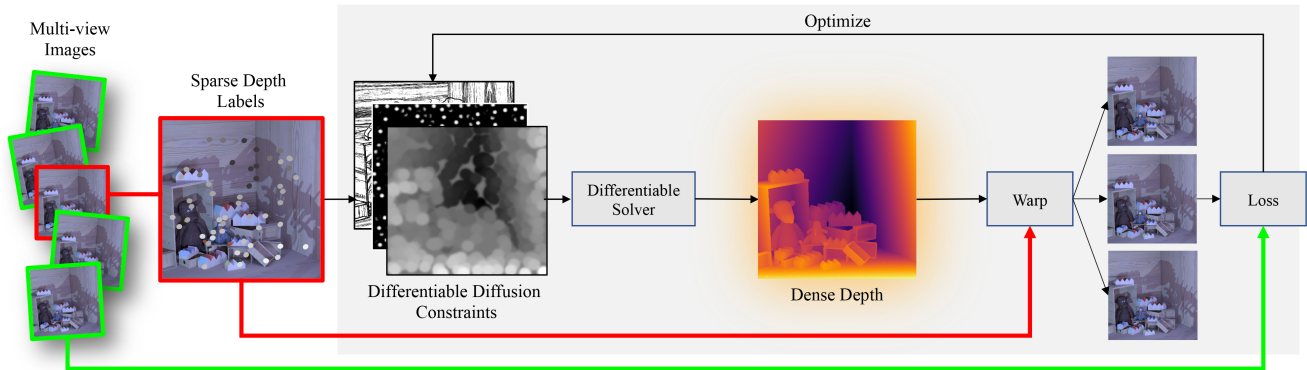 Multi-view
Images
Sparse Depth
Labels
Optimize
Differentiable Diffusion
Constraints
Differentiable
Solver
Dense Depth
Warp
Loss